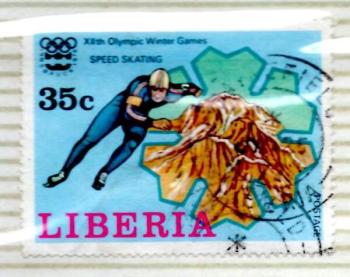 XIIth Olympic Winter Games
SPEED SKATING
35c
LIBERIA
POSTAGE